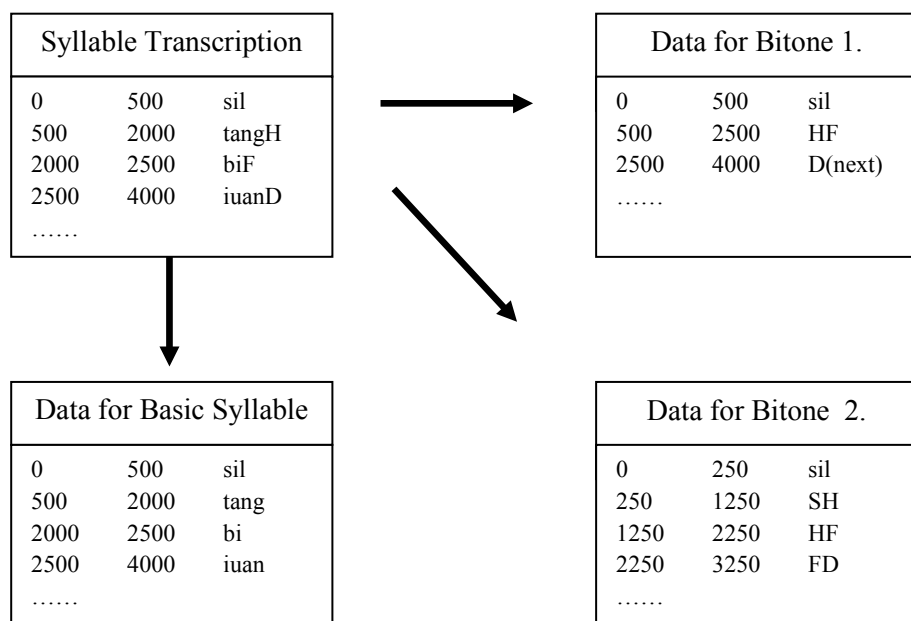 Syllable Transcription
0 500 sil
500 2000 tangH
2000 2500 biF
2500 4000 iuanD
……
Data for Bitone 1.
0 500 sil
500 2500 HF
2500 4000 D(next)
……
Data for Basic Syllable
0 500 sil
500 2000 tang
2000 2500 bi
2500 4000 iuan
……
Data for Bitone 2.
0 250 sil
250 1250 SH
1250 2250 HF
2250 3250 FD
……